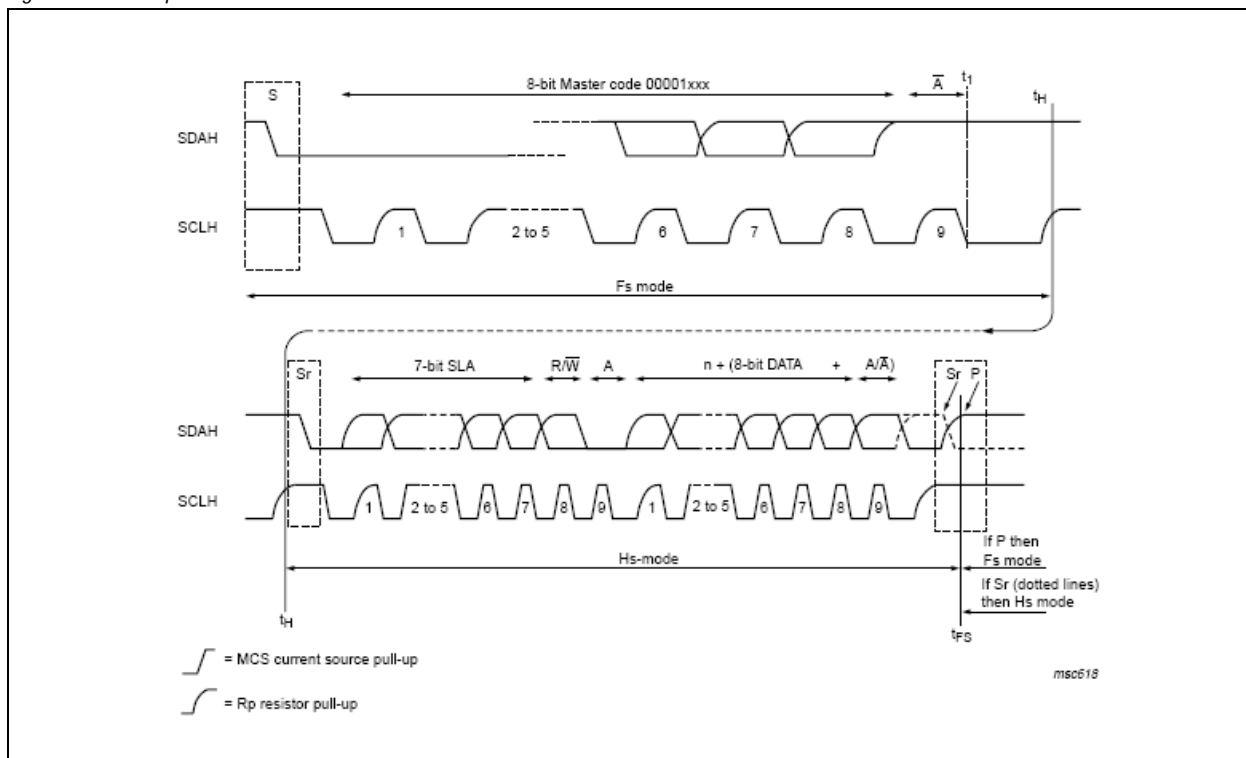 S
8-bit Master code 00001xxx
A̅
t1
tH
SDAH
SCLH
1
2 to 5
6
7
8
9
Fs mode
Sr
7-bit SLA
R/W̅
A
n + (8-bit DATA
+
A/A̅)
Sr
P
SDAH
SCLH
1
2 to 5
6
7
8
9
1
2 to 5
6
7
8
9
If P then
Fs mode
Hs-mode
If Sr (dotted lines)
then Hs mode
tH
tFS
= MCS current source pull-up
msc618
= Rp resistor pull-up